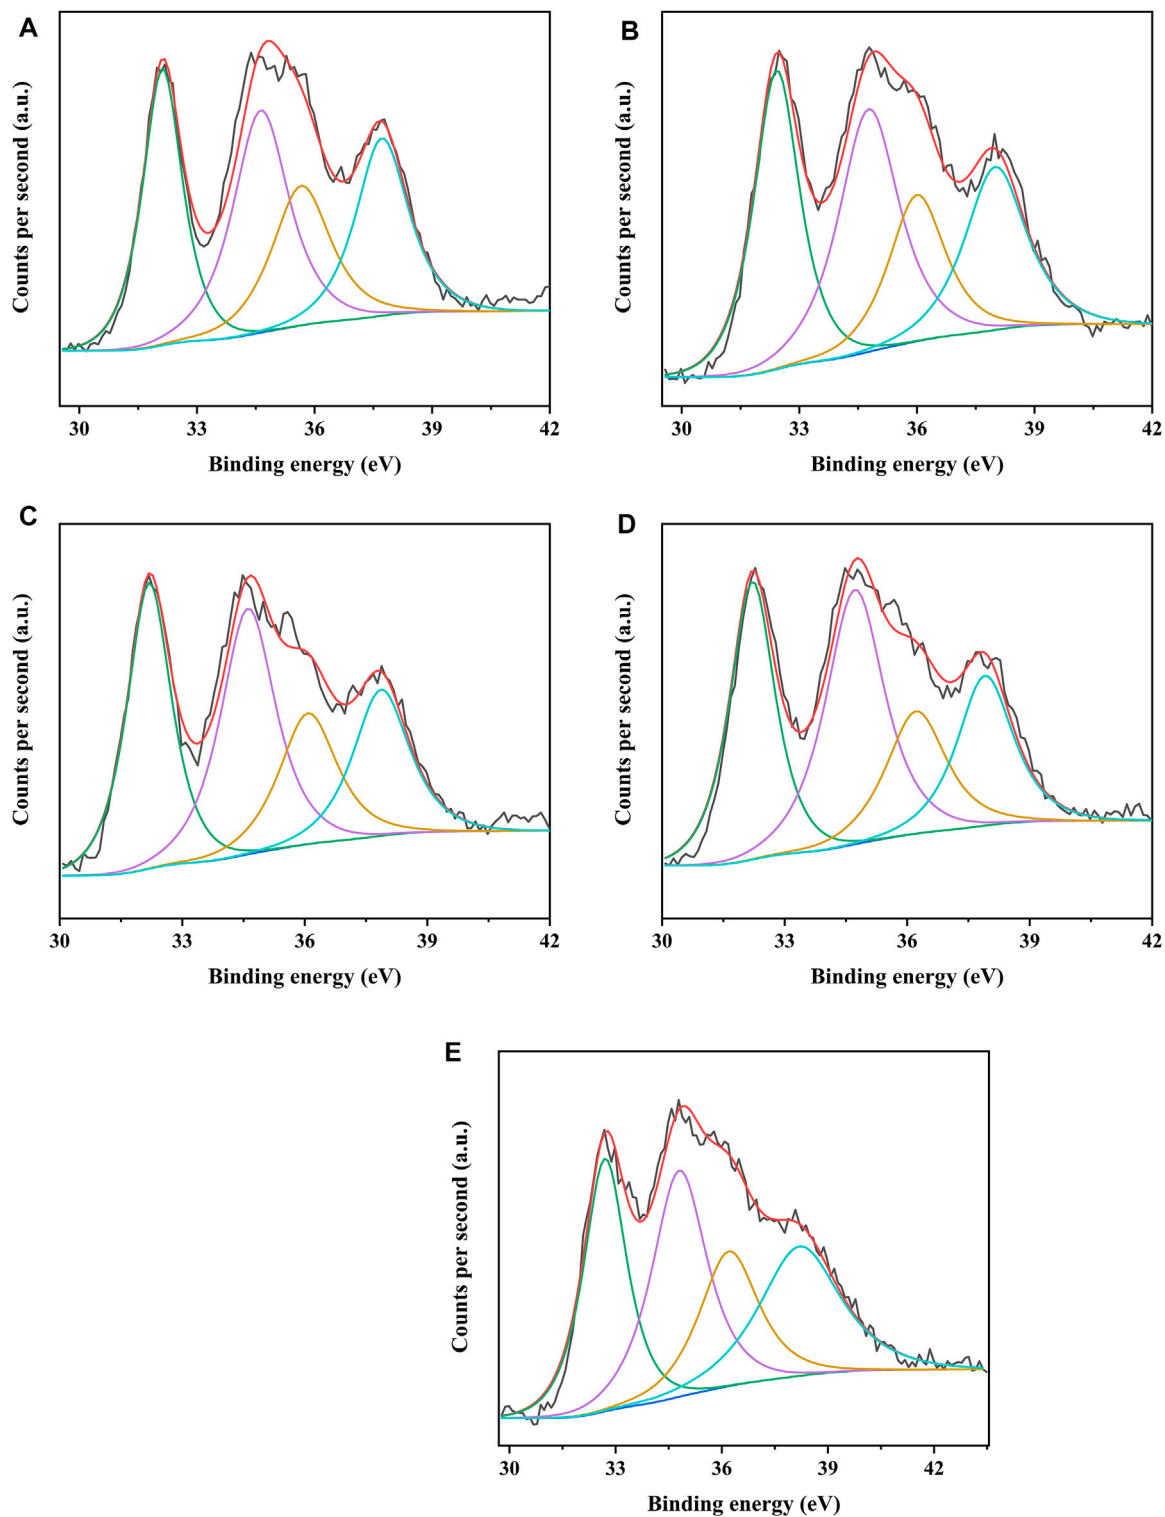 A
Counts per second (a.u.)
30 33 36 39 42
Binding energy (eV)
B
Counts per second (a.u.)
30 33 36 39 42
Binding energy (eV)
C
Counts per second (a.u.)
30 33 36 39 42
Binding energy (eV)
D
Counts per second (a.u.)
30 33 36 39 42
Binding energy (eV)
E
Counts per second (a.u.)
30 33 36 39 42
Binding energy (eV)